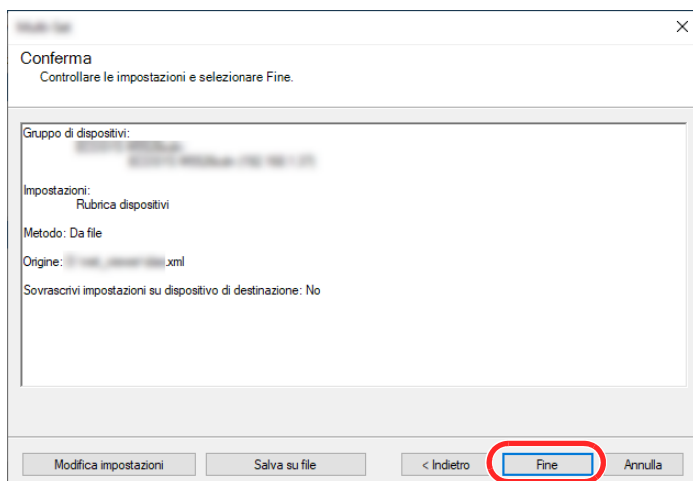 Conferma
Controllare le impostazioni e selezionare Fine.
Gruppo di dispositivi:
Impostazioni:
Rubrica dispositivi
Metodo: Da file
Origine: .xml
Sovrascrivi impostazioni su dispositivo di destinazione: No
Modifica impostazioni
Salva su file
< Indietro
Fine
Annulla